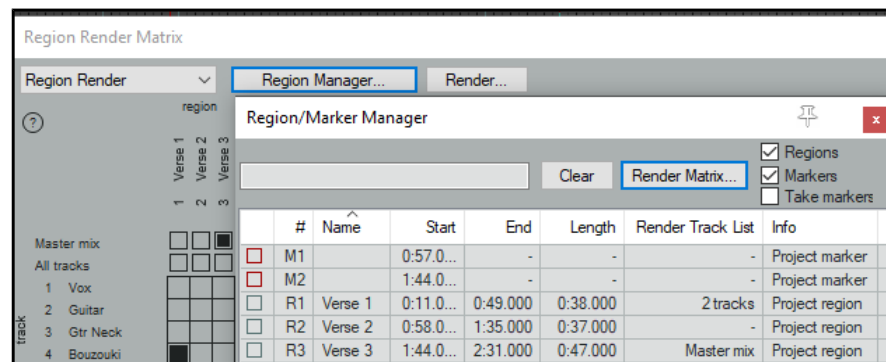 Region Render Matrix
Region Render Region Manager... Render...
region
Verse 1
Verse 2
Verse 3
1 2 3
Master mix
All tracks
track
1 Vox
2 Guitar
3 Gtr Neck
4 Bouzouki
Region/Marker Manager
Clear Render Matrix...
Regions
Markers
Take markers
# Name Start End Length Render Track List Info
M1 0:57.0... - - - Project marker
M2 1:44.0... - - - Project marker
R1 Verse 1 0:11.0... 0:49.000 0:38.000 2 tracks Project region
R2 Verse 2 0:58.0... 1:35.000 0:37.000 - Project region
R3 Verse 3 1:44.0... 2:31.000 0:47.000 Master mix Project region